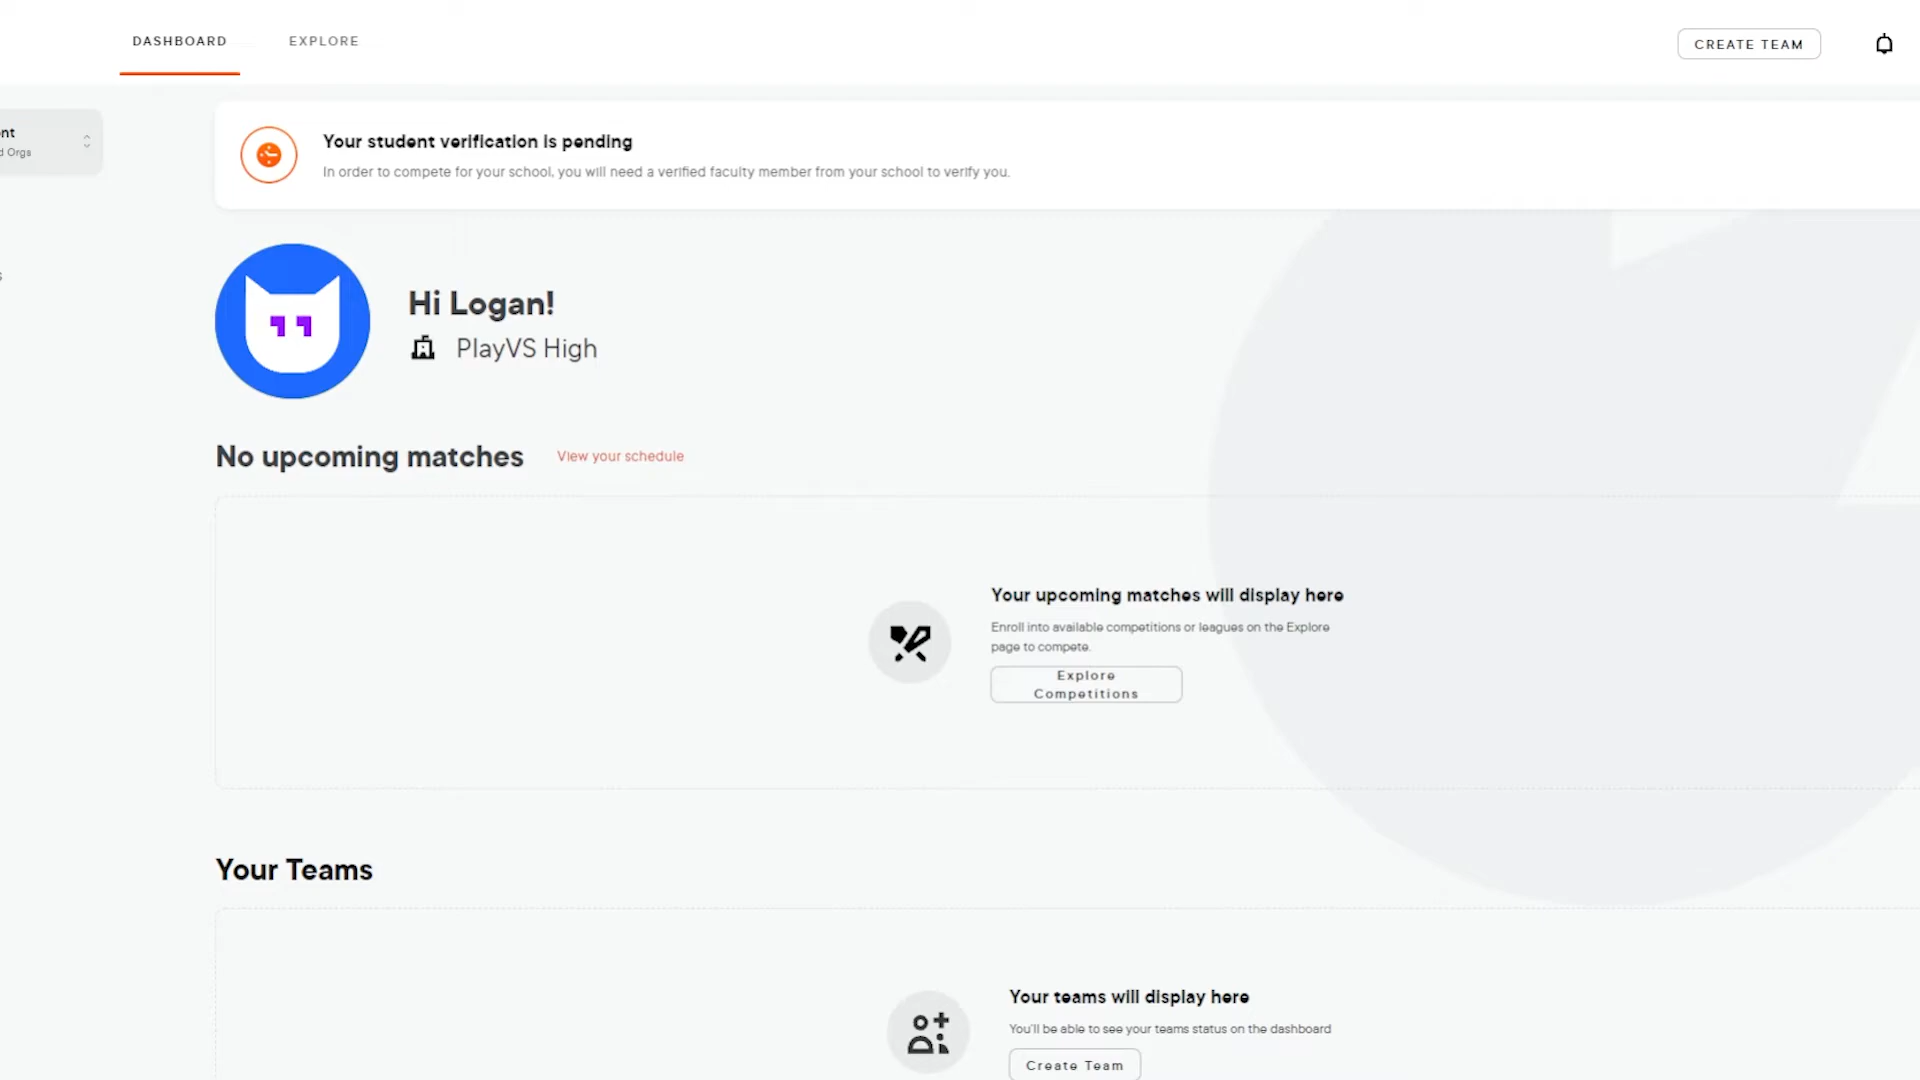 DASHBOARD
EXPLORE
CREATE TEAM
nt
d Orgs
Your student verification is pending
In order to compete for your school, you will need a verified faculty member from your school to verify you.
s
Hi Logan!
PlayVS High
No upcoming matches
View your schedule
Your upcoming matches will display here
Enroll into available competitions or leagues on the Explore
page to compete.
Explore
Competitions
Your Teams
Your teams will display here
You'll be able to see your teams status on the dashboard
Create Team